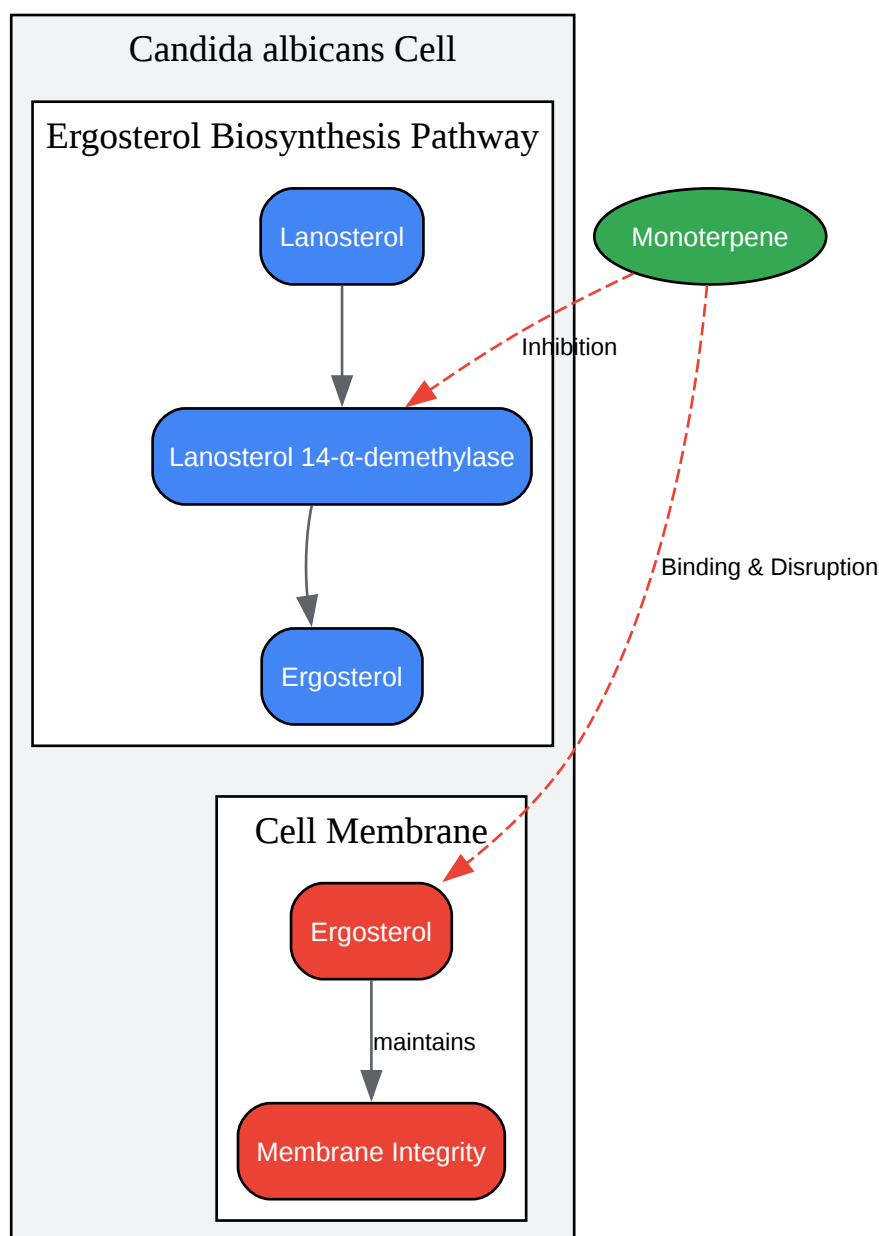 Candida albicans Cell
Ergosterol Biosynthesis Pathway
Lanosterol
Monoterpene
Inhibition
Lanosterol 14-α-demethylase
Binding & Disruption
Ergosterol
Cell Membrane
Ergosterol
maintains
Membrane Integrity